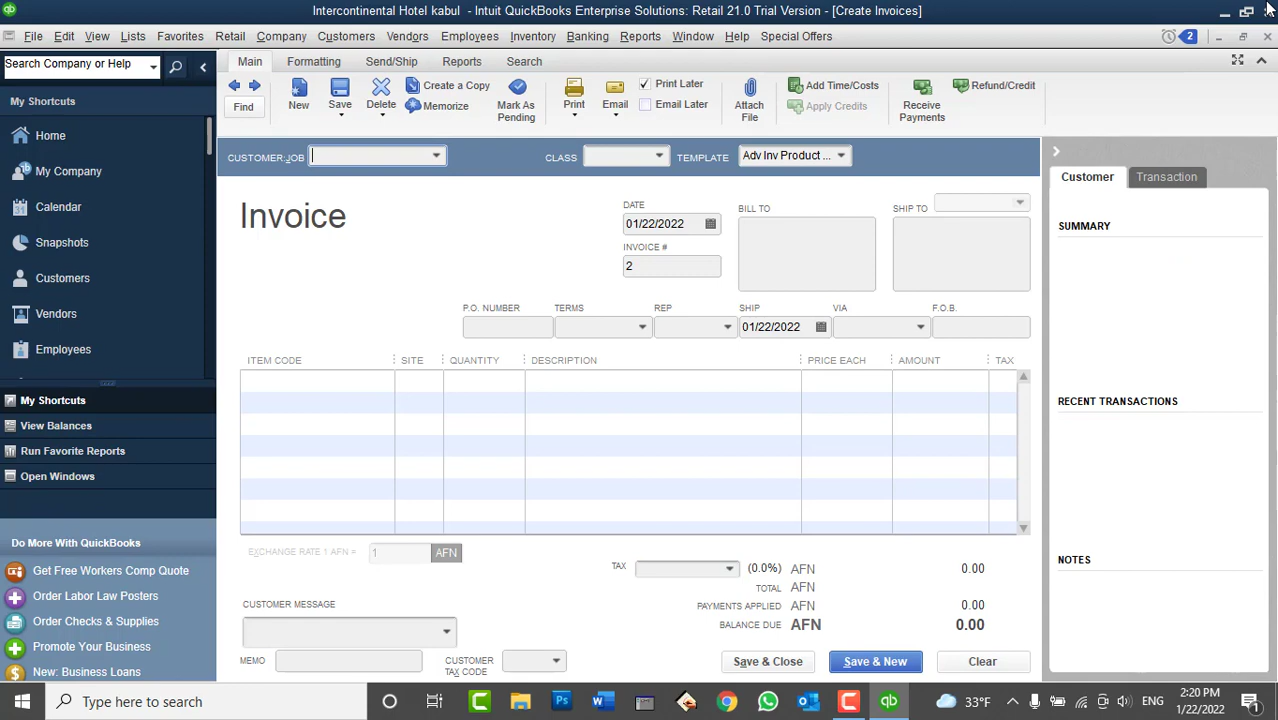 Intercontinental Hotel kabul - Intuit QuickBooks Enterprise Solutions: Retail 21.0 Trial Version - [Create Invoices]
File Edit View Lists Favorites Retail Company Customers Vendors Employees Inventory Banking Reports Window Help Special Offers 2
Search Company or Help
My Shortcuts
Home
My Company
Calendar
Snapshots
Customers
Vendors
Employees
My Shortcuts
View Balances
Run Favorite Reports
Open Windows
Do More With QuickBooks
Get Free Workers Comp Quote
Order Labor Law Posters
Order Checks & Supplies
Promote Your Business
New: Business Loans
Main Formatting Send/Ship Reports Search
Find
New
Save
Delete
Create a Copy
Memorize
Mark As
Pending
Print
Email
Print Later
Email Later
Attach
File
Add Time/Costs
Apply Credits
Receive
Payments
Refund/Credit
CUSTOMER:JOB CLASS TEMPLATE Adv Inv Product ...
Invoice
DATE
01/22/2022
INVOICE #
2
BILL TO
SHIP TO
P.O. NUMBER TERMS REP SHIP VIA F.O.B.
01/22/2022
ITEM CODE SITE QUANTITY DESCRIPTION PRICE EACH AMOUNT TAX
EXCHANGE RATE 1 AFN = 1 AFN
TAX (0.0%) AFN 0.00
TOTAL AFN
PAYMENTS APPLIED AFN 0.00
BALANCE DUE AFN 0.00
CUSTOMER MESSAGE
MEMO
CUSTOMER
TAX CODE
Save & Close Save & New Clear
Customer Transaction
SUMMARY
RECENT TRANSACTIONS
NOTES
Type here to search
33°F
ENG
2:20 PM
1/22/2022
1